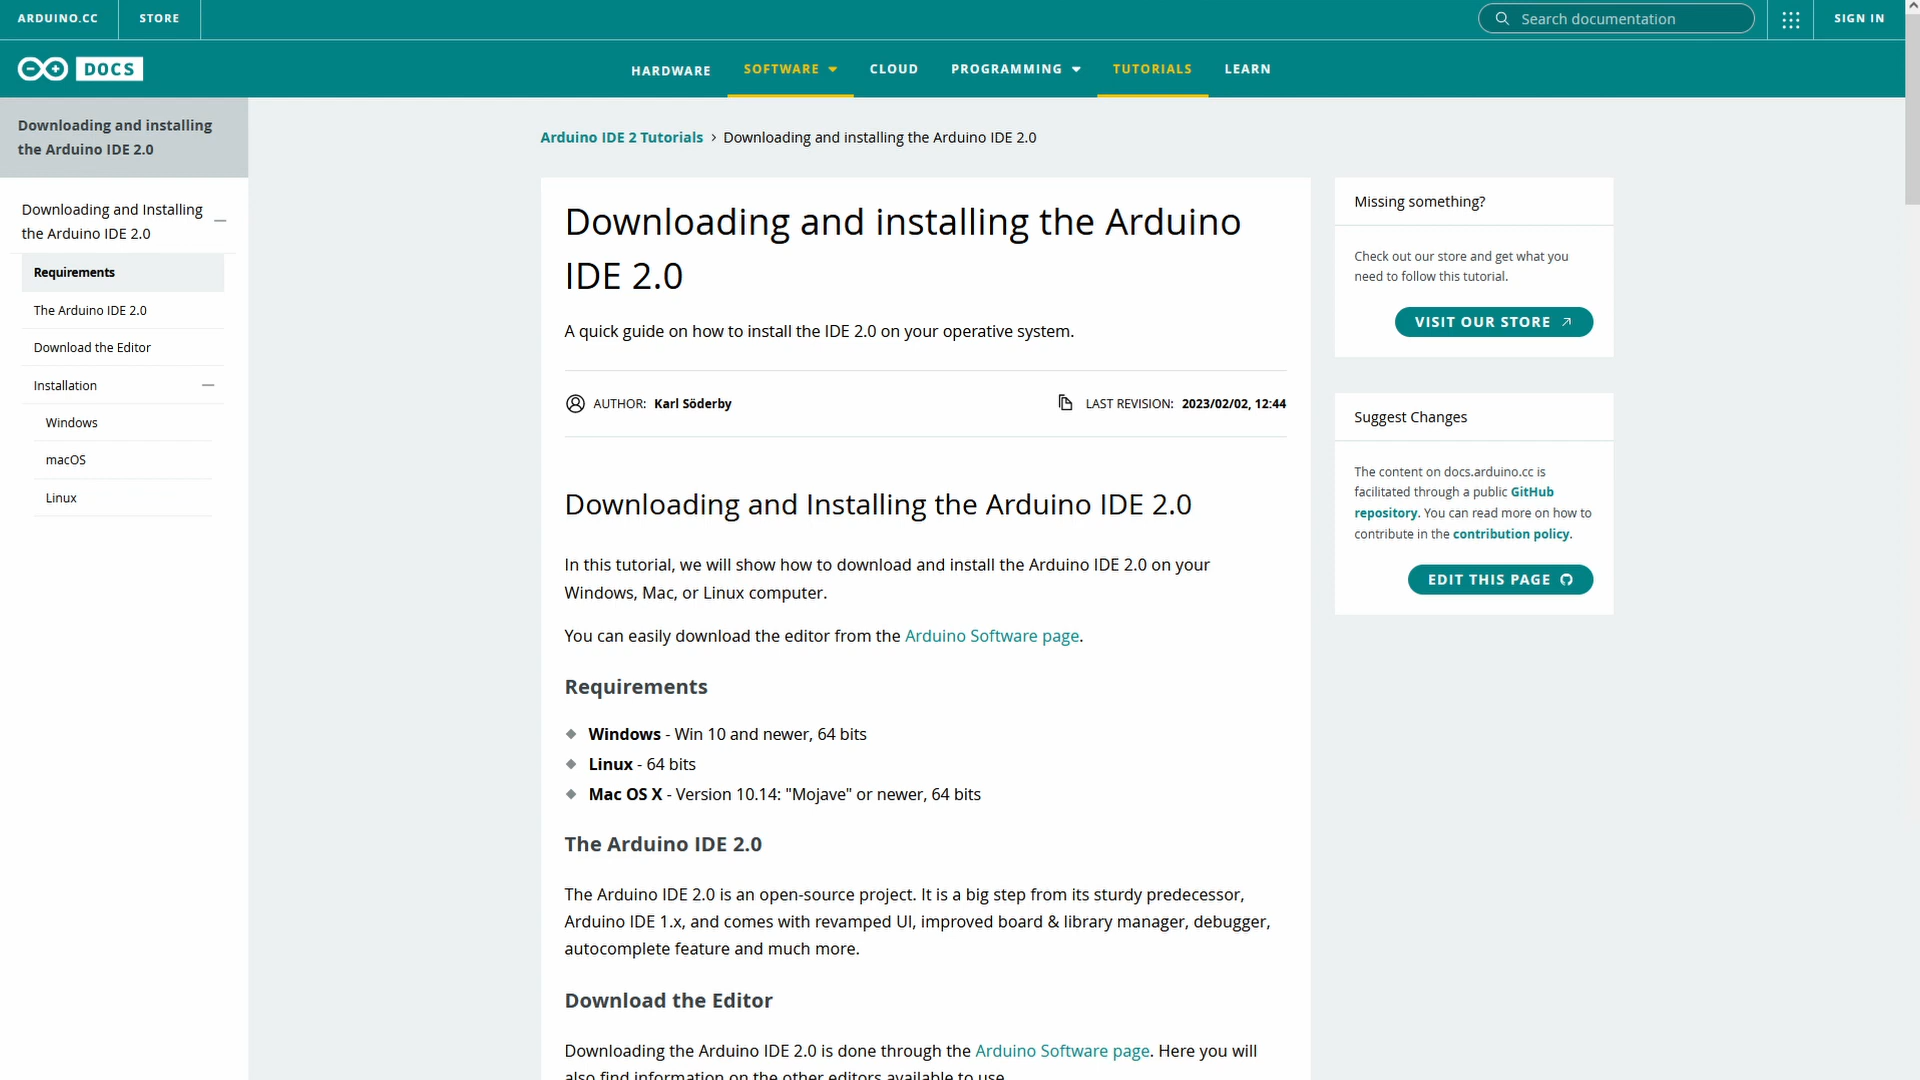 ARDUINO.CC
STORE
Search documentation
SIGN IN
DOCS
HARDWARE
SOFTWARE
CLOUD
PROGRAMMING
TUTORIALS
LEARN
Downloading and installing
the Arduino IDE 2.0
Downloading and Installing
the Arduino IDE 2.0
Requirements
The Arduino IDE 2.0
Download the Editor
Installation
Windows
macOS
Linux
Arduino IDE 2 Tutorials › Downloading and installing the Arduino IDE 2.0
Downloading and installing the Arduino
IDE 2.0
A quick guide on how to install the IDE 2.0 on your operative system.
AUTHOR: Karl Söderby
LAST REVISION: 2023/02/02, 12:44
Downloading and Installing the Arduino IDE 2.0
In this tutorial, we will show how to download and install the Arduino IDE 2.0 on your
Windows, Mac, or Linux computer.
You can easily download the editor from the Arduino Software page.
Requirements
Windows - Win 10 and newer, 64 bits
Linux - 64 bits
Mac OS X - Version 10.14: "Mojave" or newer, 64 bits
The Arduino IDE 2.0
The Arduino IDE 2.0 is an open-source project. It is a big step from its sturdy predecessor,
Arduino IDE 1.x, and comes with revamped UI, improved board & library manager, debugger,
autocomplete feature and much more.
Download the Editor
Downloading the Arduino IDE 2.0 is done through the Arduino Software page. Here you will
also find information on the other editors available to use.
Missing something?
Check out our store and get what you
need to follow this tutorial.
VISIT OUR STORE
Suggest Changes
The content on docs.arduino.cc is
facilitated through a public GitHub
repository. You can read more on how to
contribute in the contribution policy.
EDIT THIS PAGE